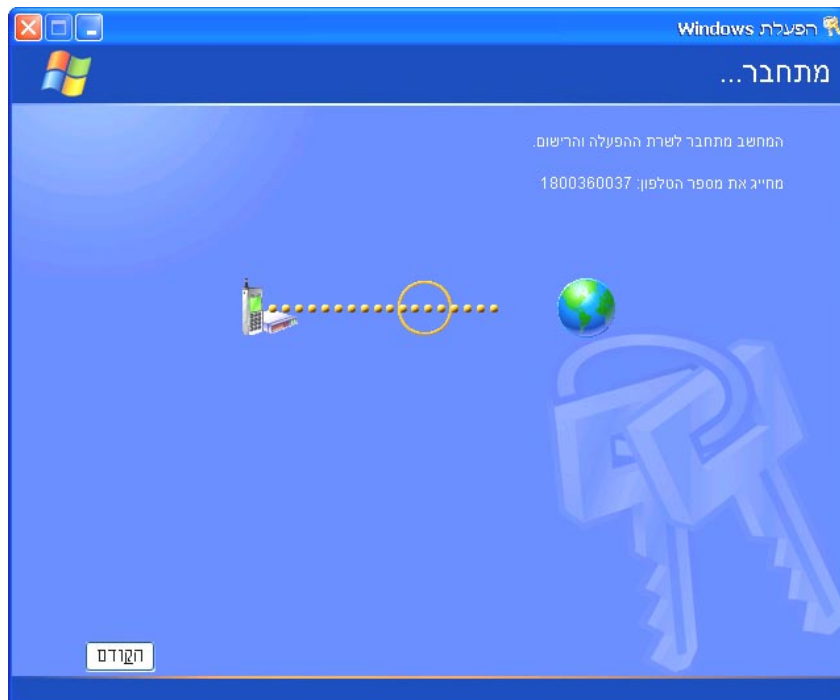 הפעלת Windows
מתחבר...
המחשב מתחבר לשרת ההפעלה והרישום.
מחייג את מספר הטלפון: 1800360037
הקודם